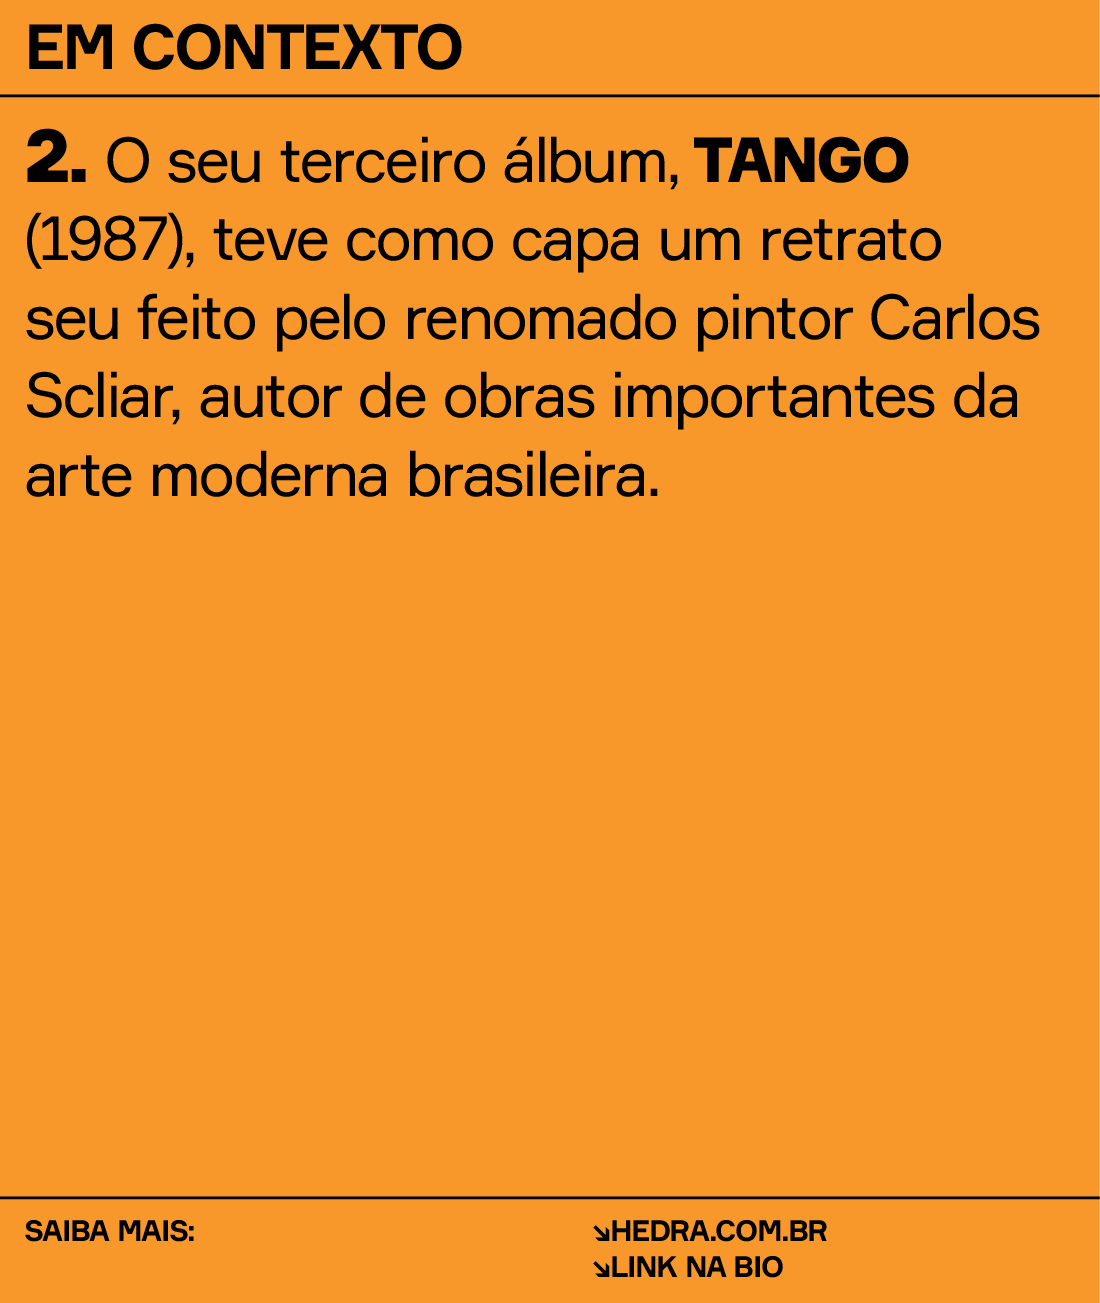 EM CONTEXTO
2. O seu terceiro álbum, TANGO
(1987), teve como capa um retrato
seu feito pelo renomado pintor Carlos
Scliar, autor de obras importantes da
arte moderna brasileira.
SAIBA MAIS:
↘HEDRA.COM.BR
↘LINK NA BIO